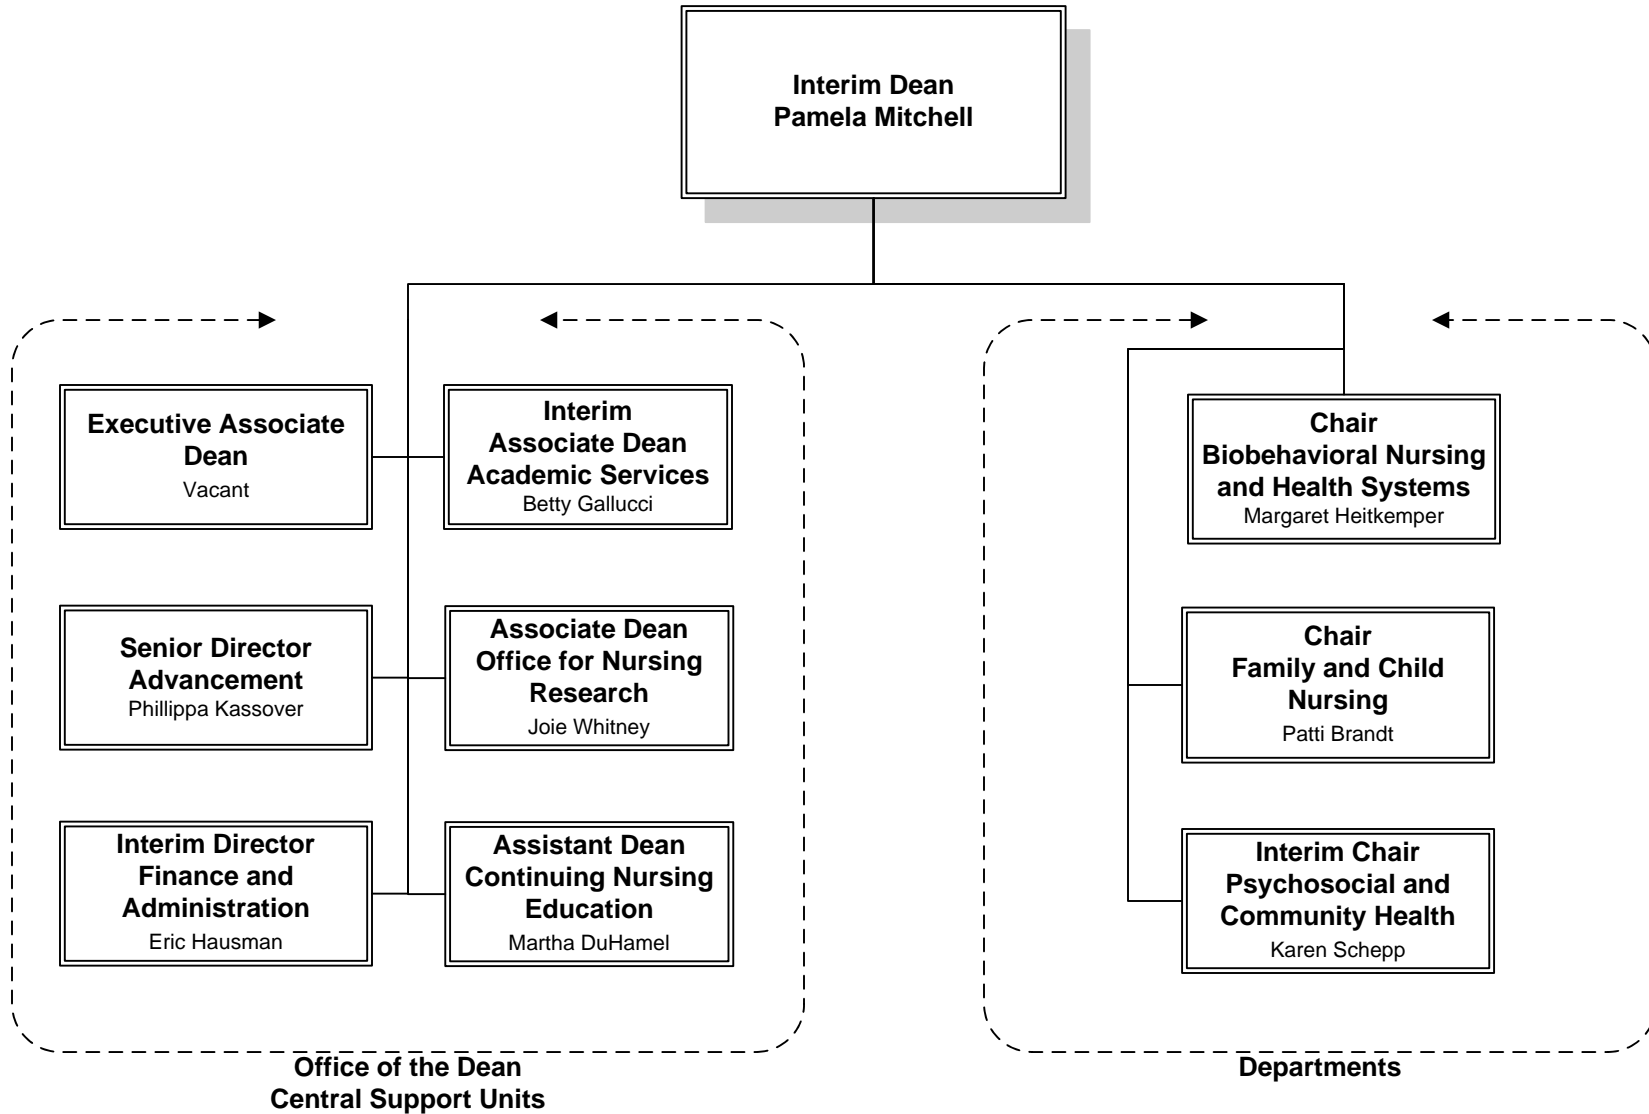 Interim Dean
Pamela Mitchell
Executive Associate
Dean
Vacant
Interim
Associate Dean
Academic Services
Betty Gallucci
Senior Director
Advancement
Phillippa Kassover
Associate Dean
Office for Nursing
Research
Joie Whitney
Interim Director
Finance and
Administration
Eric Hausman
Assistant Dean
Continuing Nursing
Education
Martha DuHamel
Office of the Dean
Central Support Units
Chair
Biobehavioral Nursing
and Health Systems
Margaret Heitkemper
Chair
Family and Child
Nursing
Patti Brandt
Interim Chair
Psychosocial and
Community Health
Karen Schepp
Departments